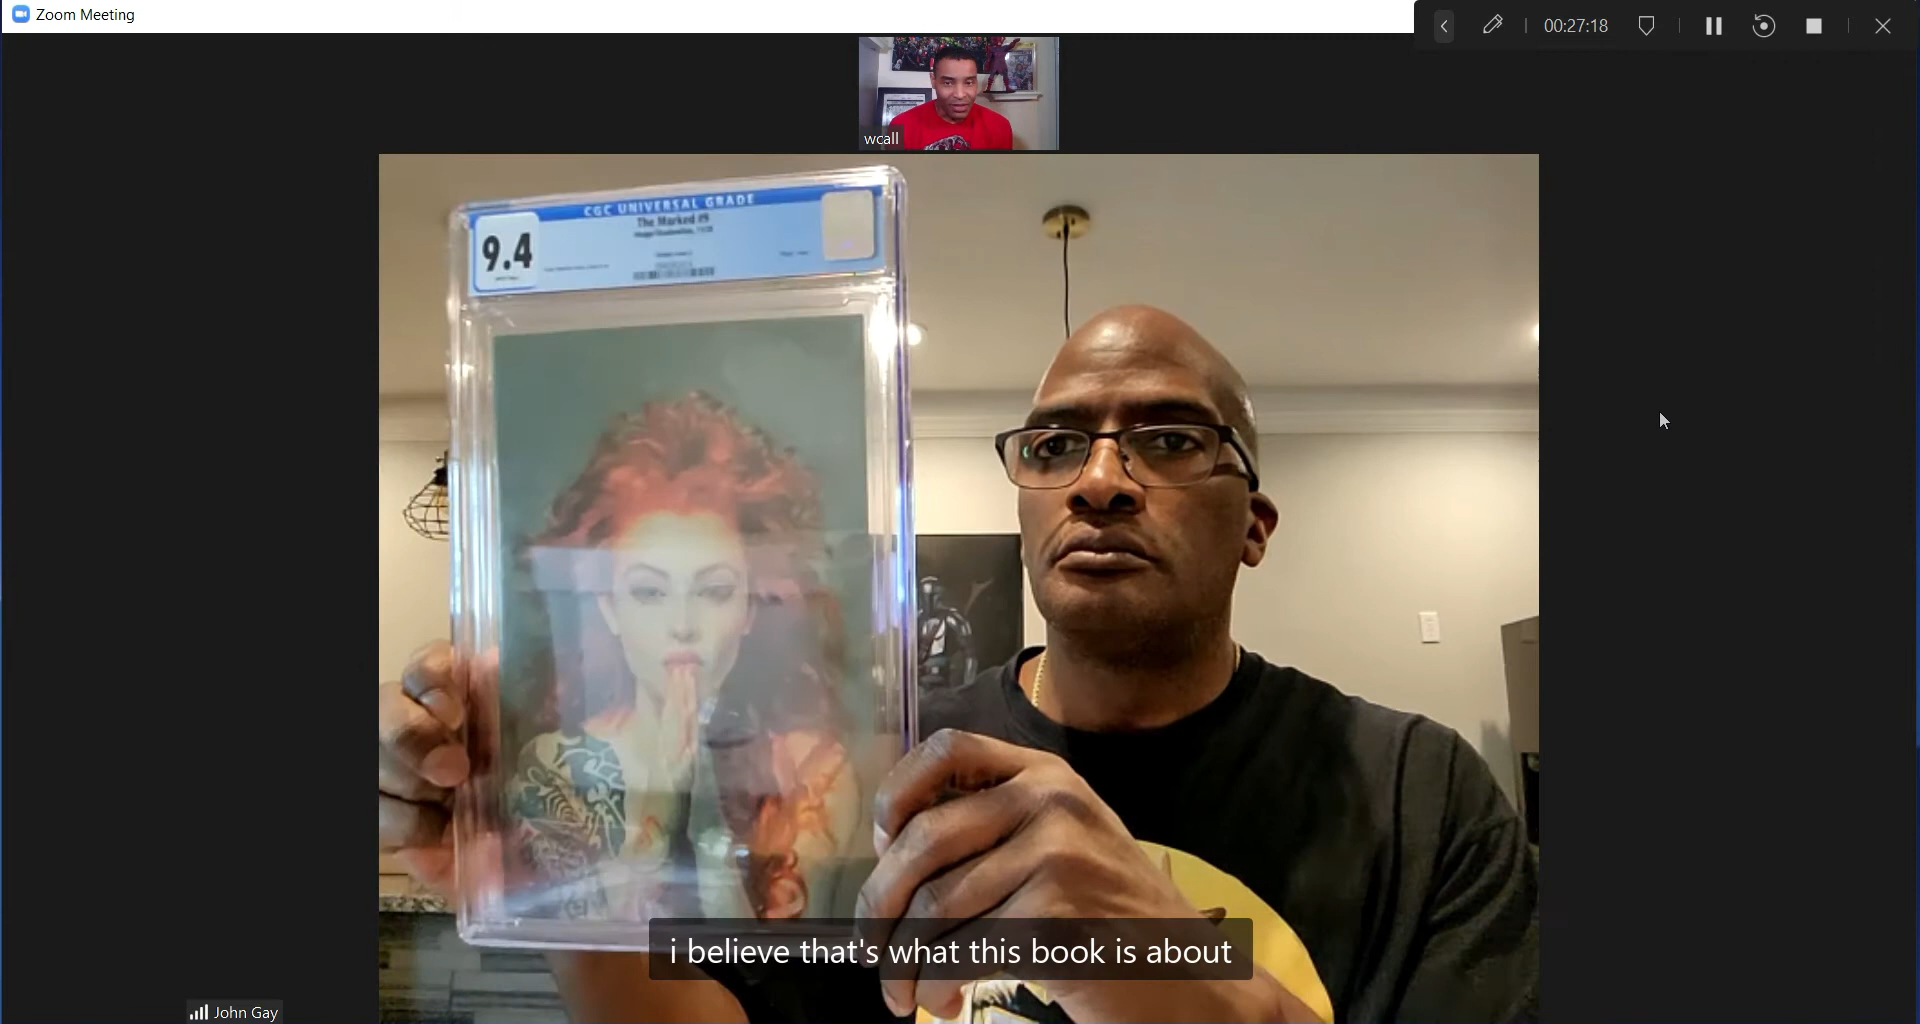 Zoom Meeting
00:27:18
wcall
CGC UNIVERSAL GRADE
The Marked #9
9.4
i believe that's what this book is about
John Gay